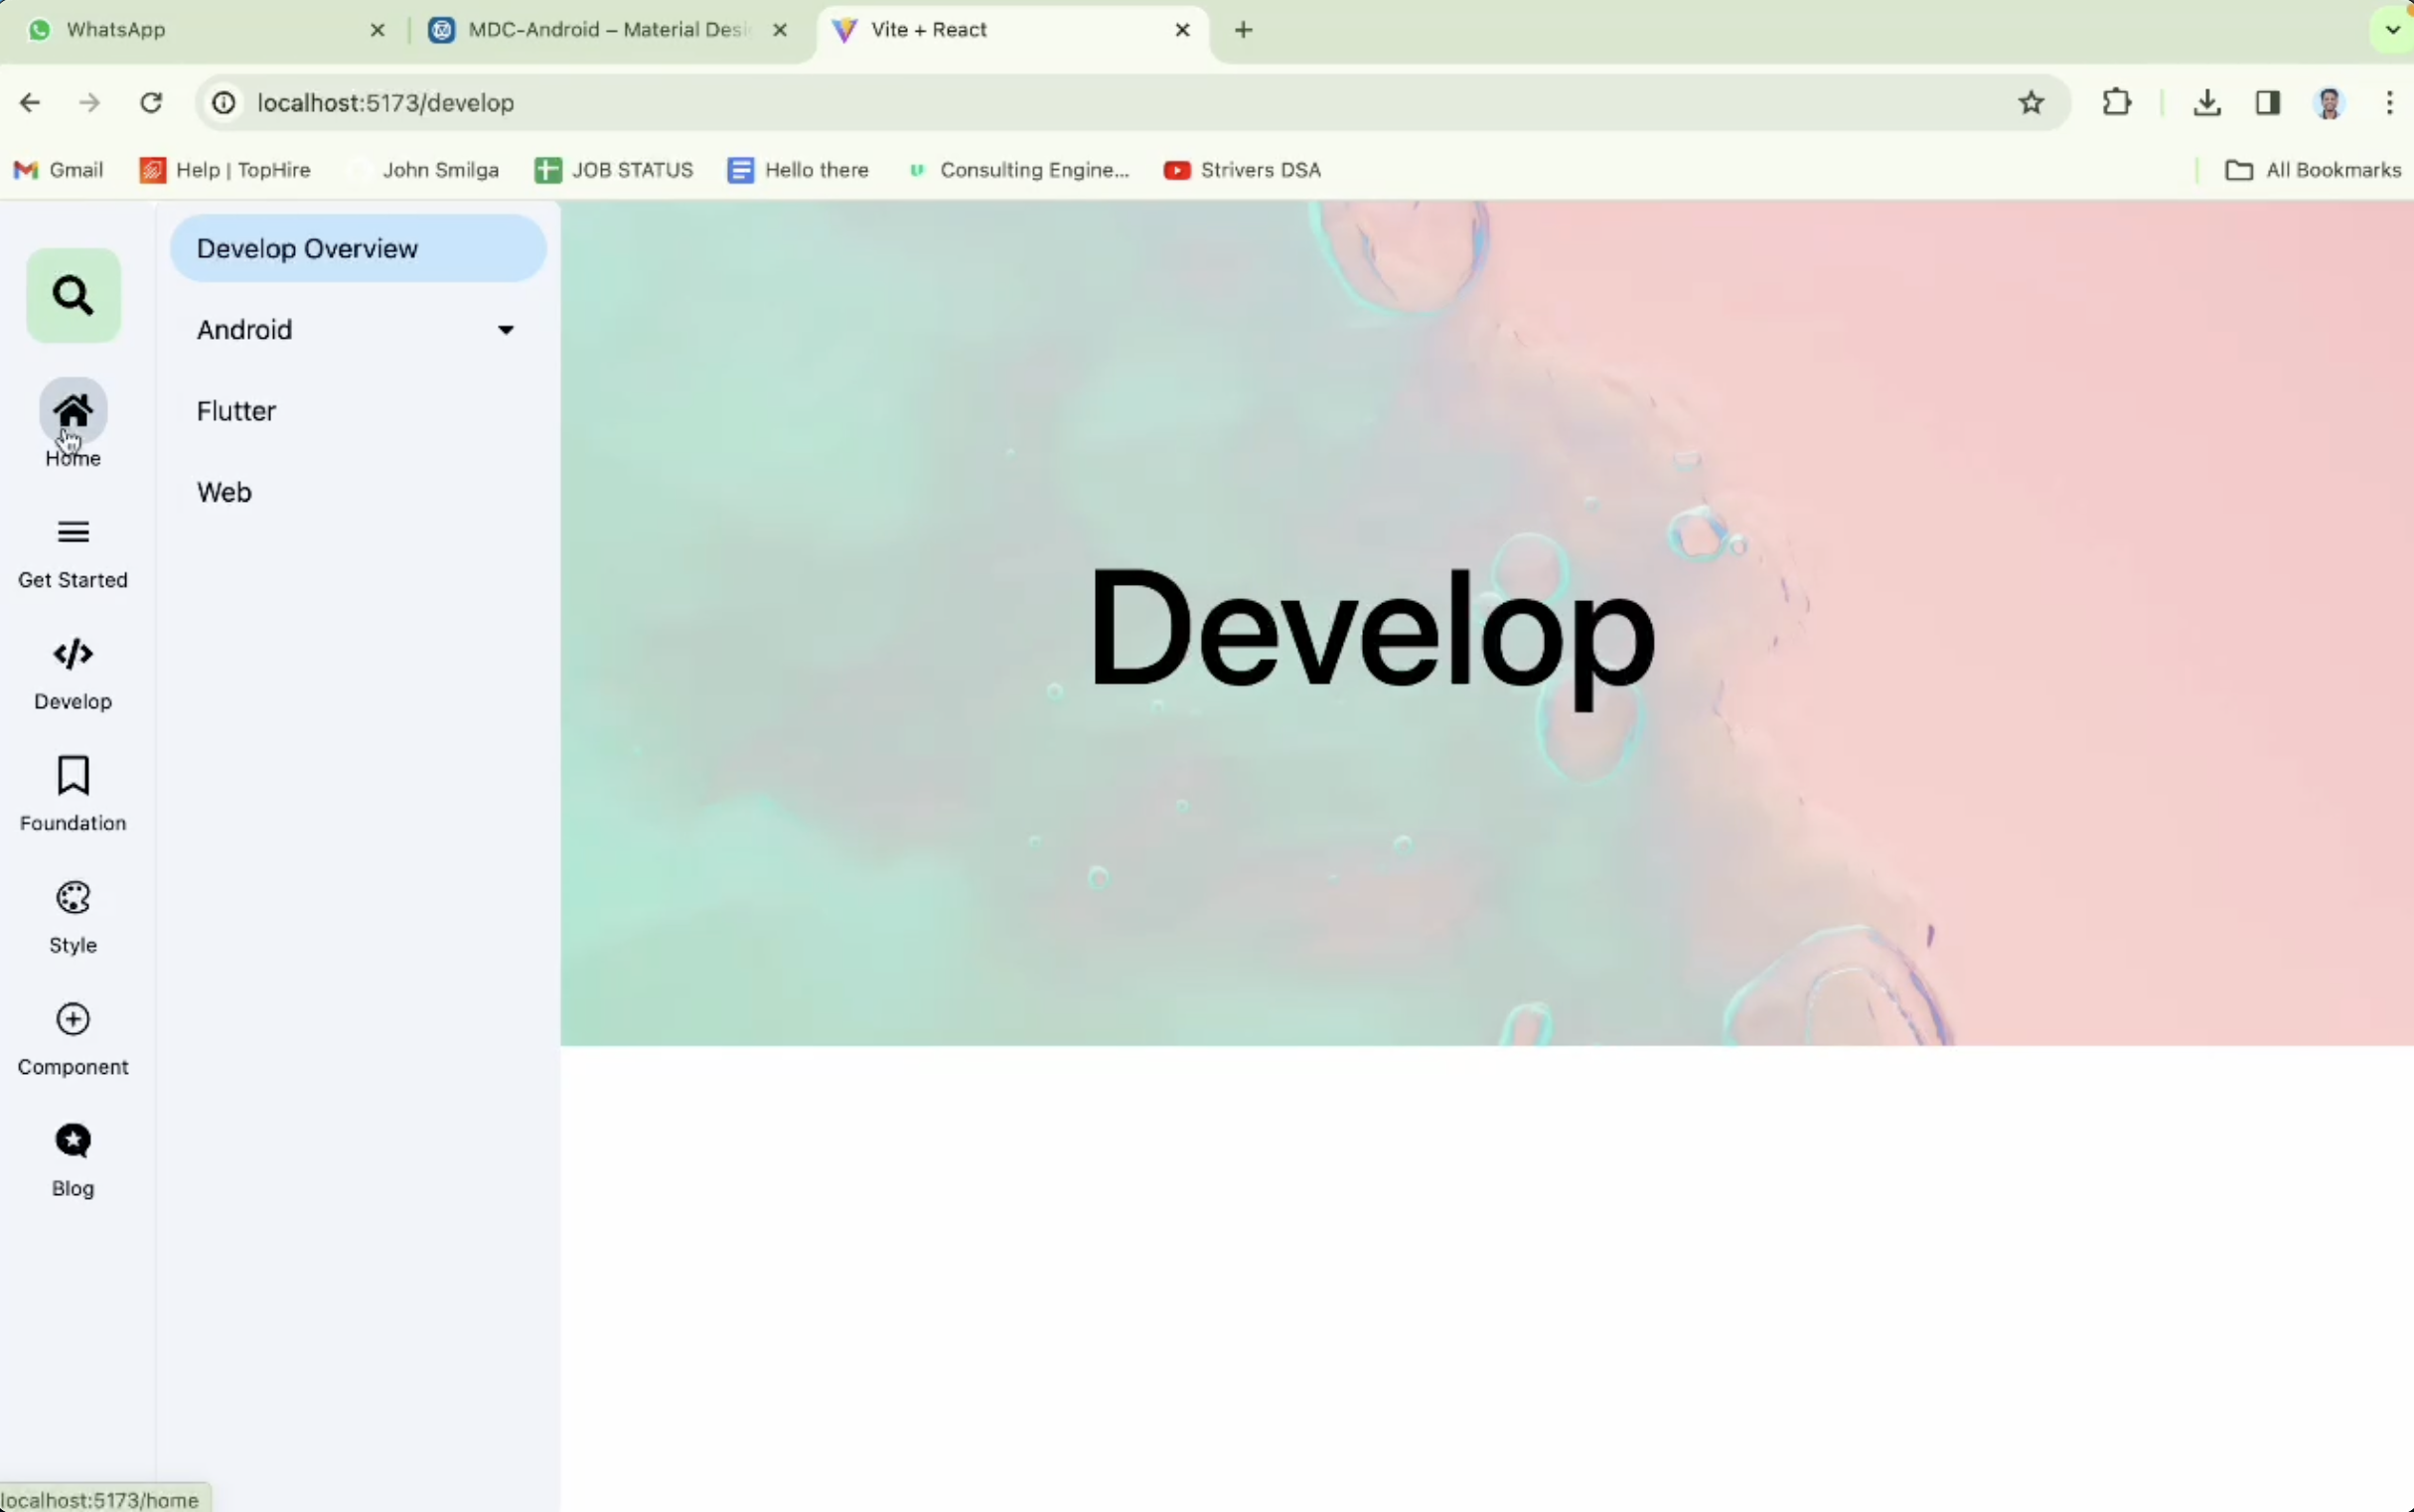 WhatsApp
MDC-Android – Material Desi
Vite + React
localhost:5173/develop
Gmail
Help | TopHire
John Smilga
JOB STATUS
Hello there
Consulting Engine...
Strivers DSA
All Bookmarks
Home
Get Started
Develop
Foundation
Style
Component
Blog
Develop Overview
Android
Flutter
Web
Develop
localhost:5173/home